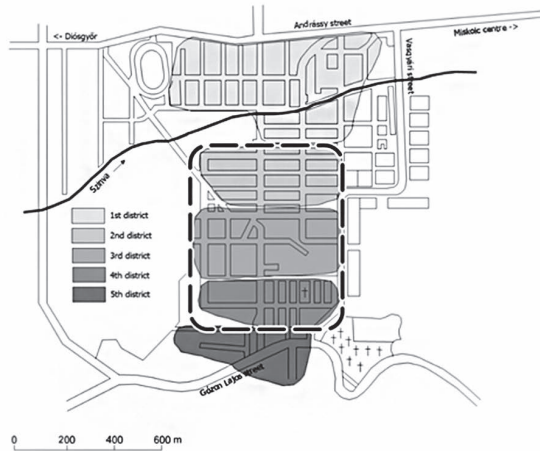 Andrássy street
<- Diósgyőr
Miskolc centre ->
Vasgyári street
Szinva
1st district
2nd district
3rd district
4th district
5th district
Gózon Lajos street
0 200 400 600 m